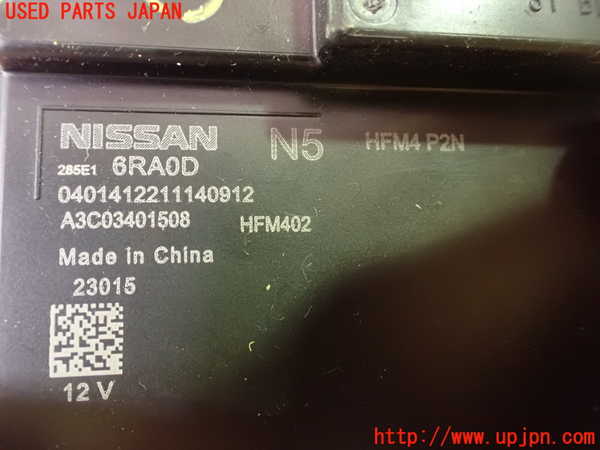 USED PARTS JAPAN
NISSAN N5 HFM4 P2N
285E1 6RA0D
0401412211140912
A3C03401508 HFM402
Made in China
23015
12 V
http://www.upjpn.com/